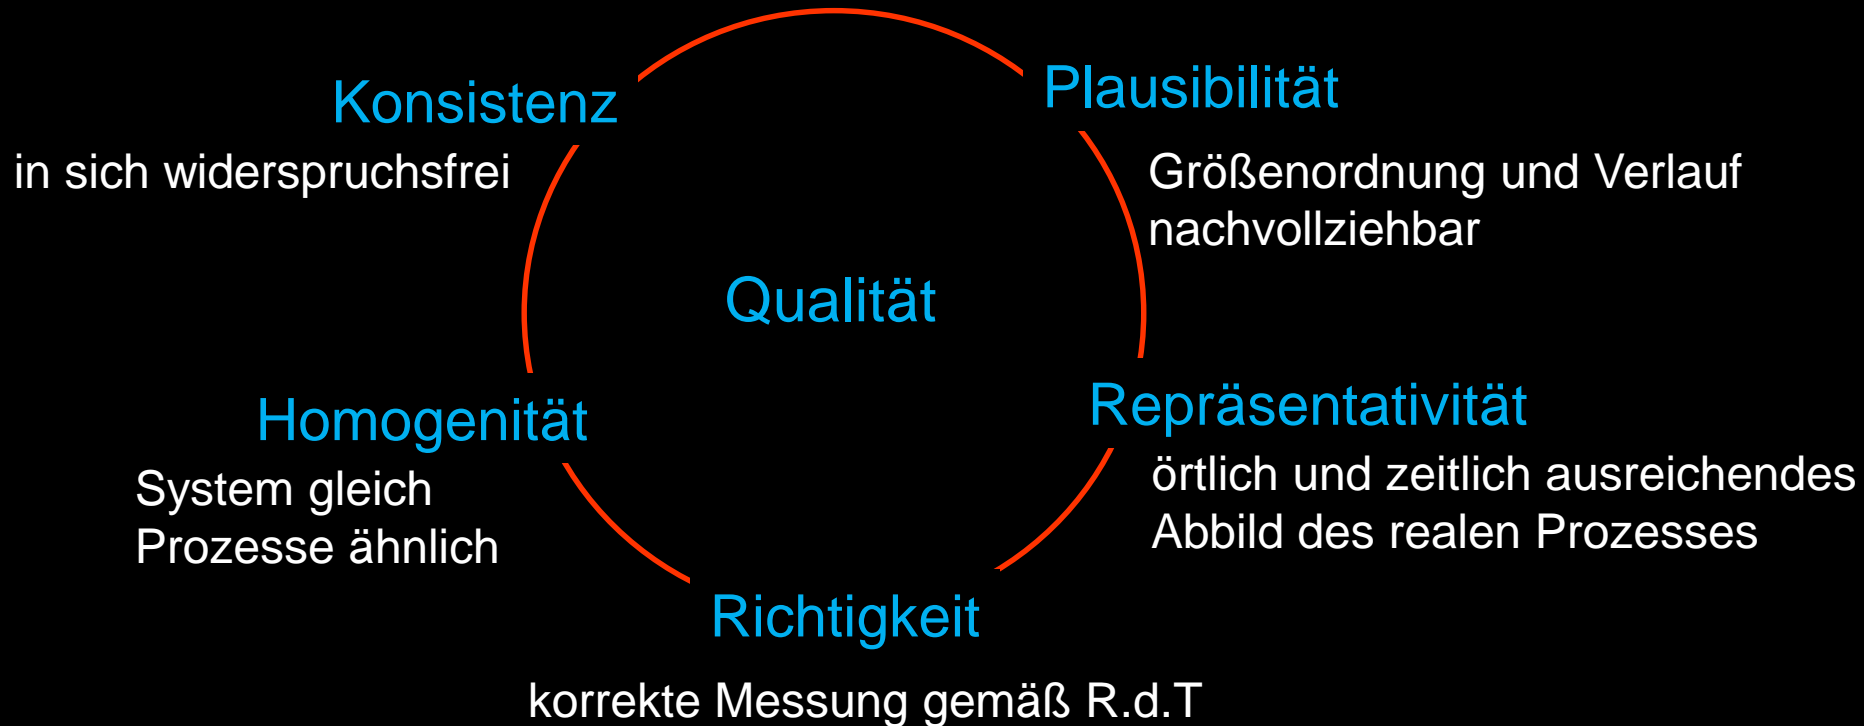 Konsistenz
in sich widerspruchsfrei
Plausibilität
Größenordnung und Verlauf
nachvollziehbar
Qualität
Homogenität
System gleich
Prozesse ähnlich
Repräsentativität
örtlich und zeitlich ausreichendes
Abbild des realen Prozesses
Richtigkeit
korrekte Messung gemäß R.d.T